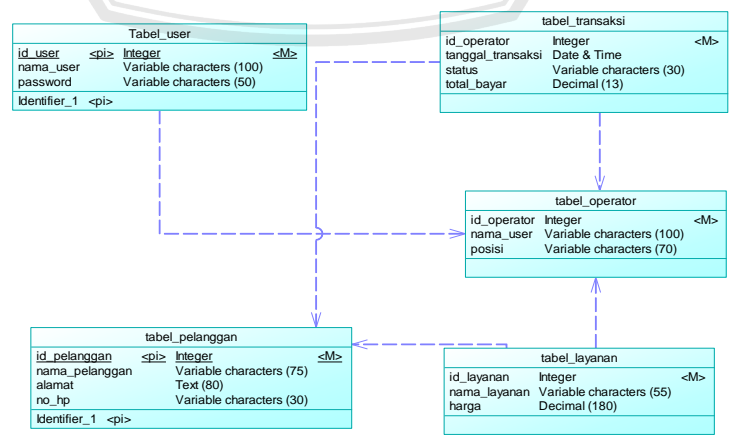 Tabel_user
id_user <pi> Integer <M>
nama_user Variable characters (100)
password Variable characters (50)
Identifier_1 <pi>
tabel_transaksi
id_operator Integer <M>
tanggal_transaksi Date & Time
status Variable characters (30)
total_bayar Decimal (13)
tabel_operator
id_operator Integer <M>
nama_user Variable characters (100)
posisi Variable characters (70)
tabel_pelanggan
id_pelanggan <pi> Integer <M>
nama_pelanggan Variable characters (75)
alamat Text (80)
no_hp Variable characters (30)
Identifier_1 <pi>
tabel_layanan
id_layanan Integer <M>
nama_layanan Variable characters (55)
harga Decimal (180)